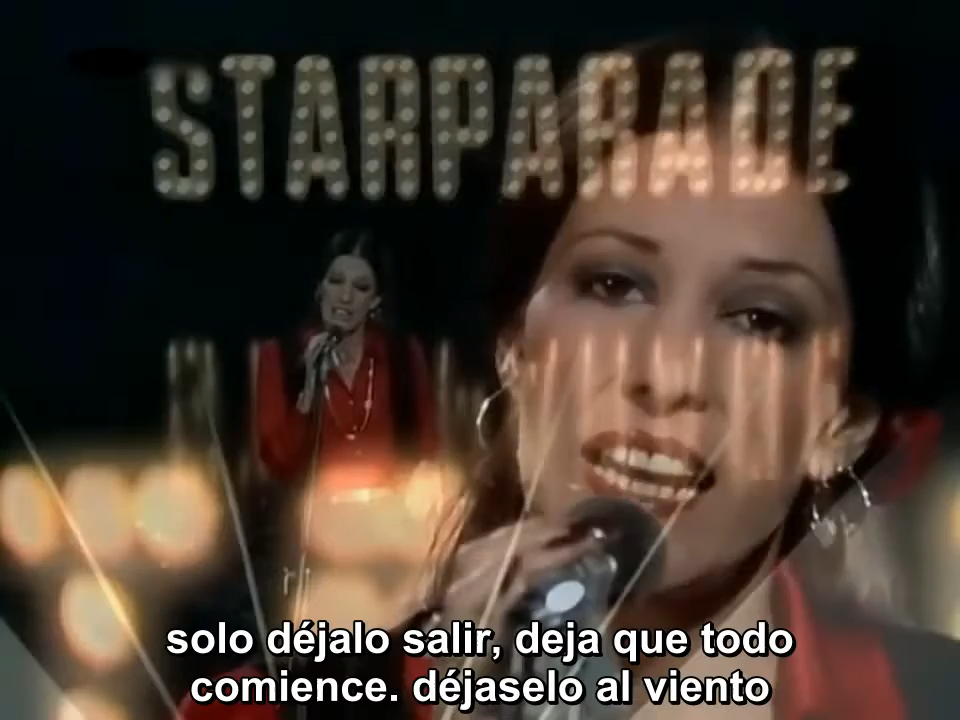 STARPARADE
solo déjalo salir, deja que todo
comience. déjaselo al viento